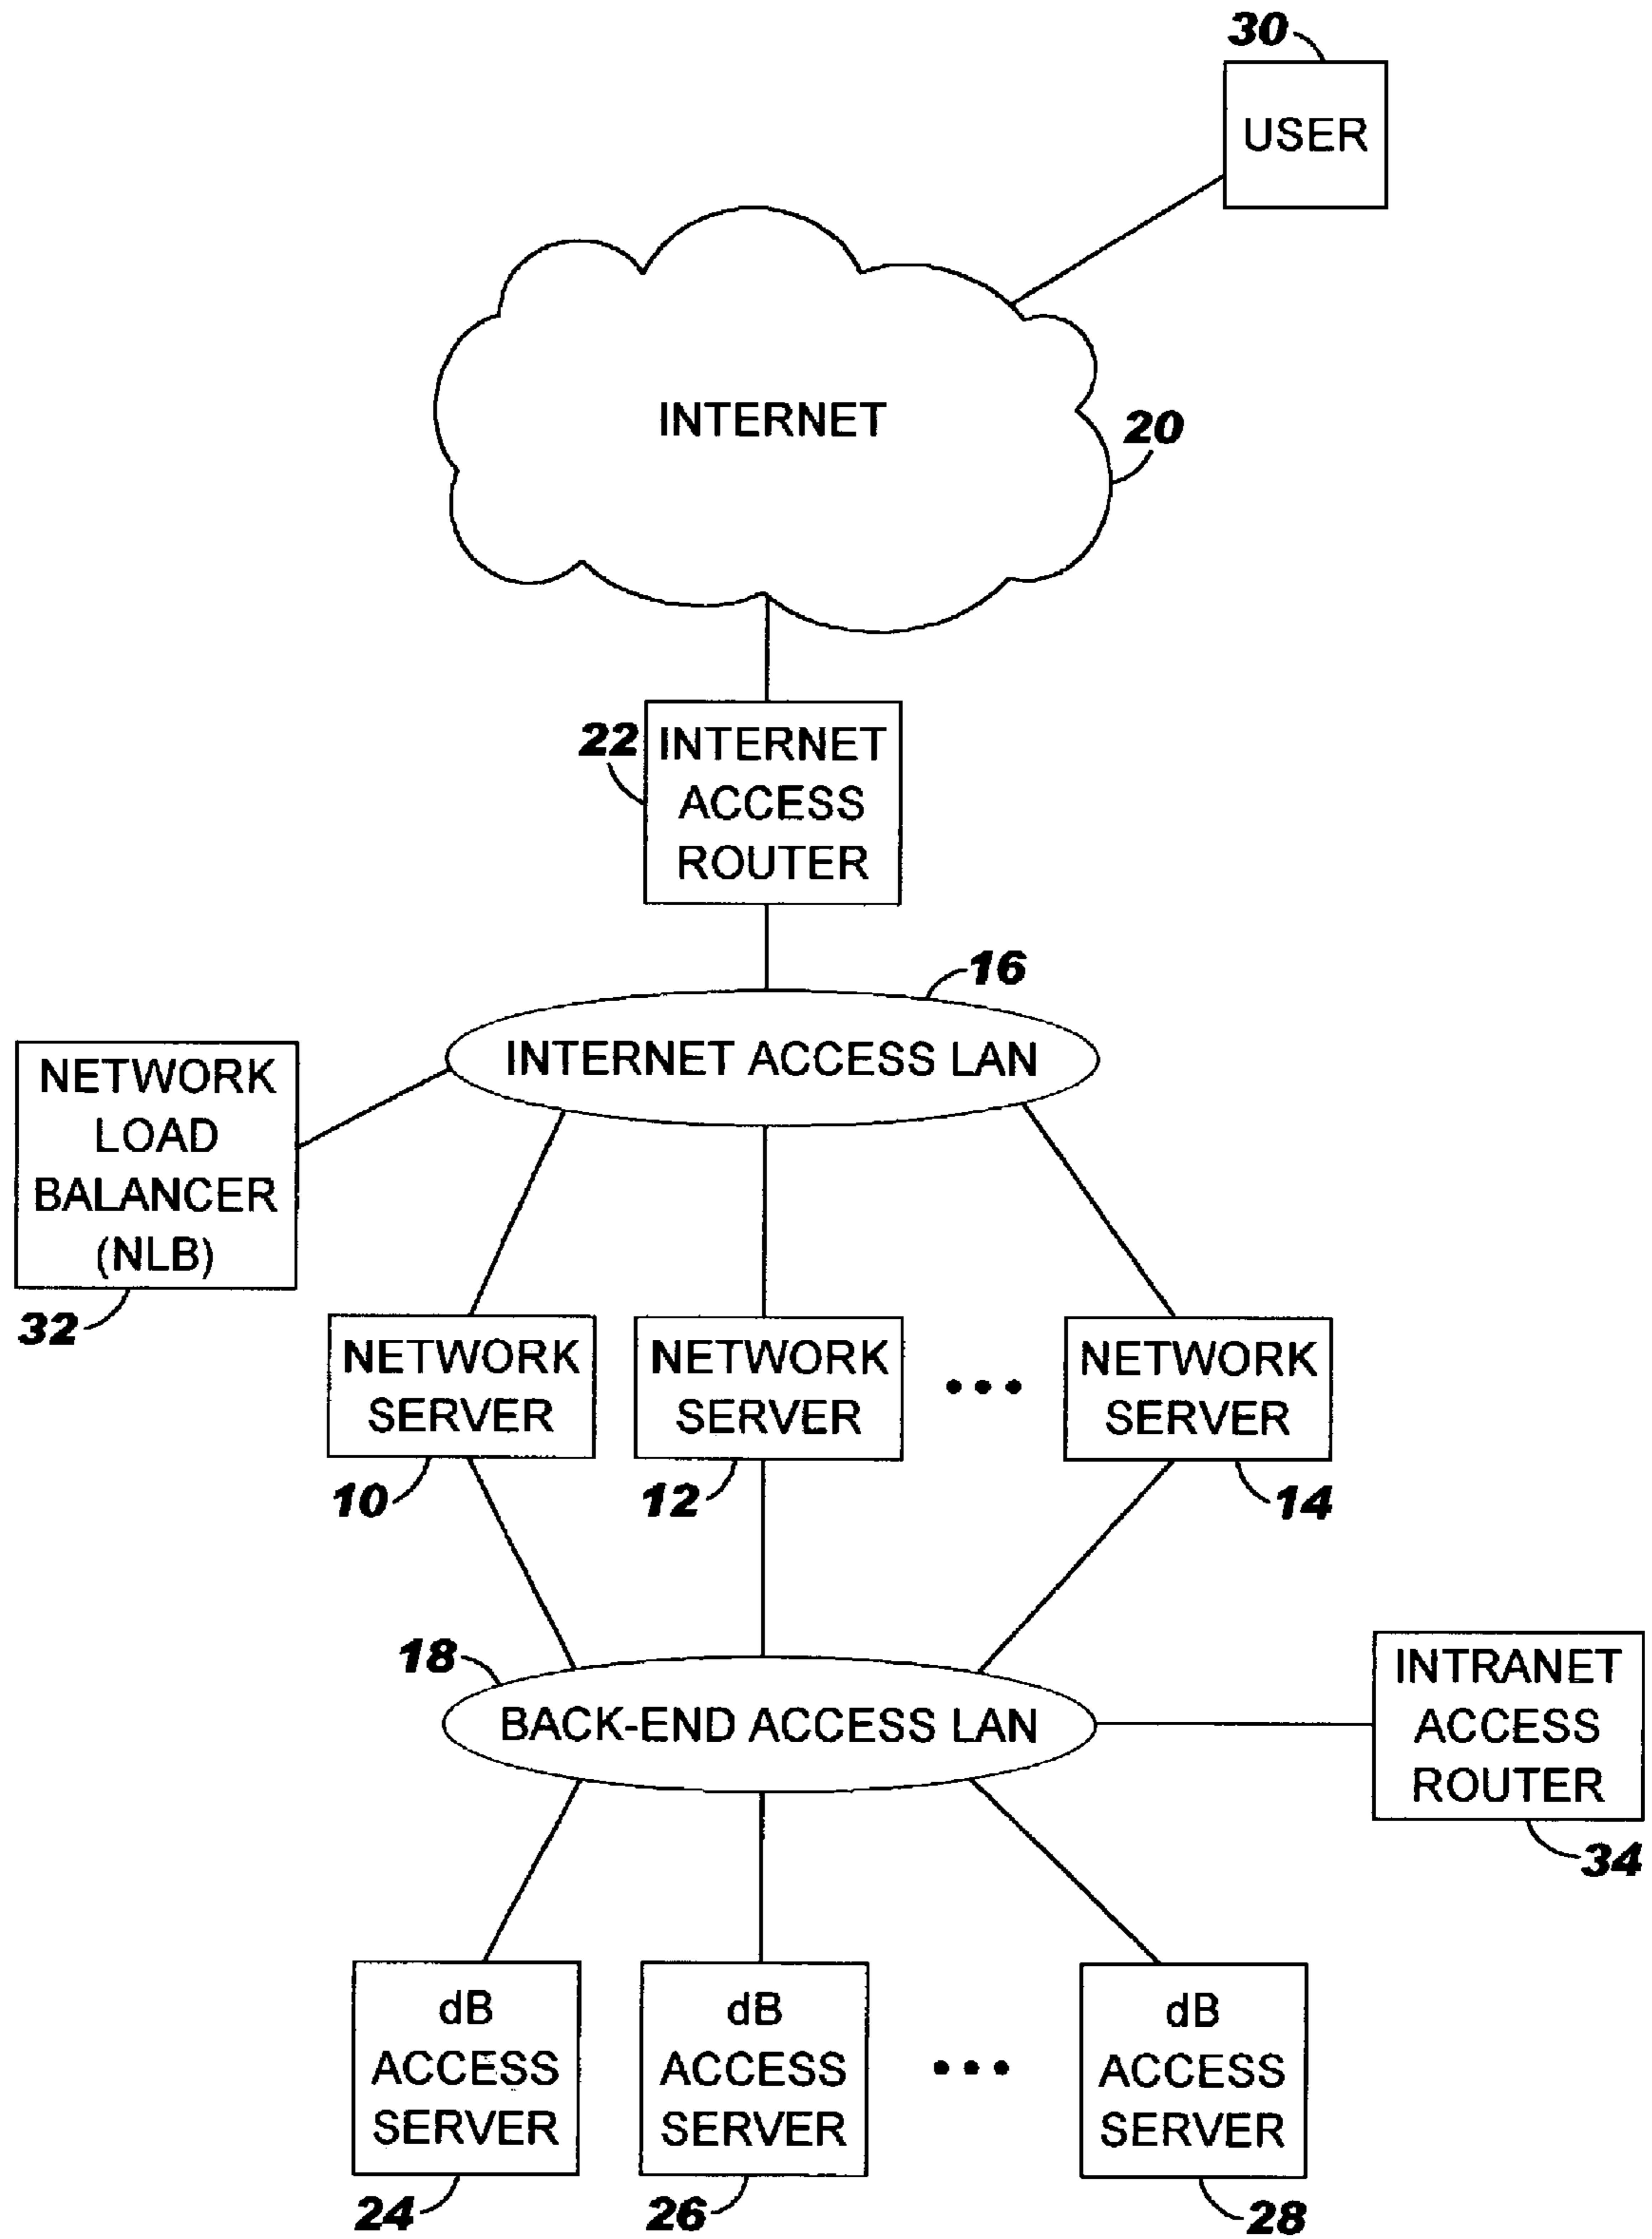 30
USER
INTERNET
20
22
INTERNET
ACCESS
ROUTER
16
INTERNET ACCESS LAN
NETWORK
LOAD
BALANCER
(NLB)
32
NETWORK
SERVER
10
NETWORK
SERVER
12
•••
NETWORK
SERVER
14
18
BACK-END ACCESS LAN
INTRANET
ACCESS
ROUTER
34
dB
ACCESS
SERVER
24
dB
ACCESS
SERVER
26
•••
dB
ACCESS
SERVER
28